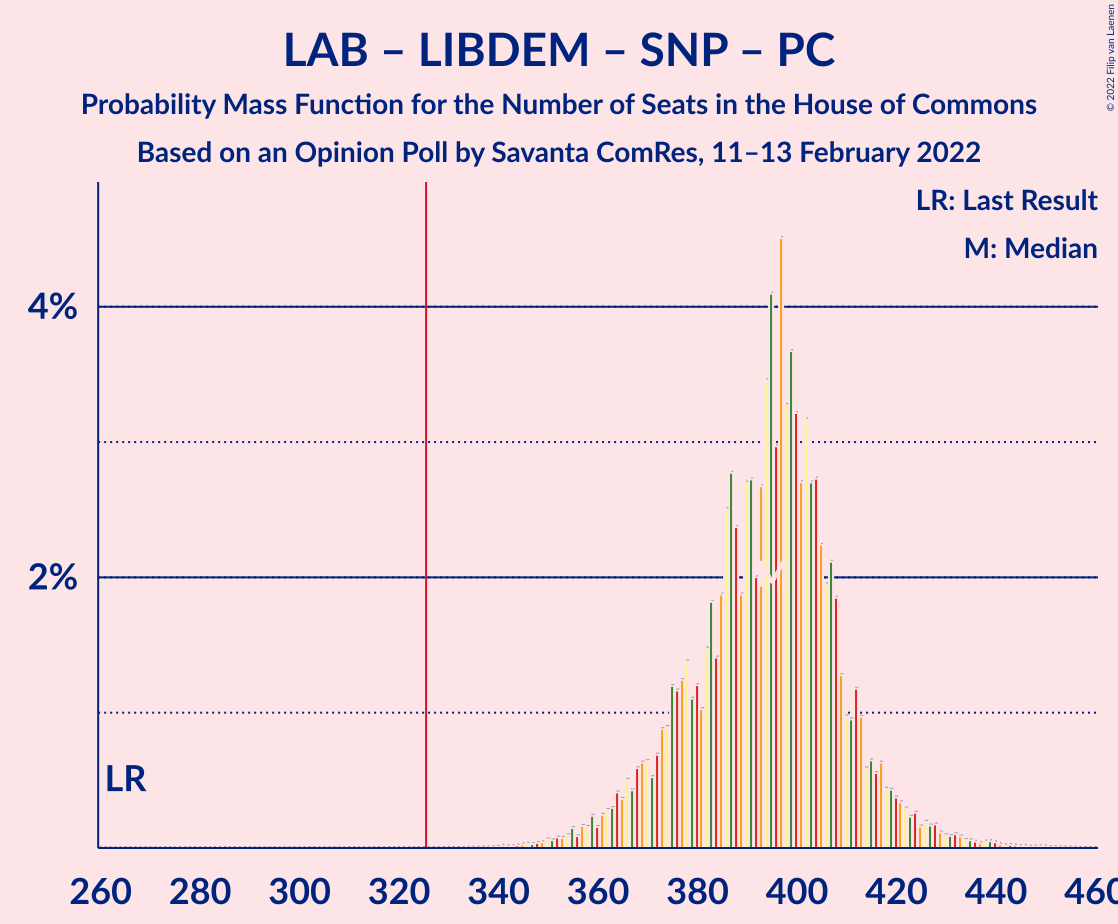 LAB – LIBDEM – SNP – PC
Probability Mass Function for the Number of Seats in the House of Commons
Based on an Opinion Poll by Savanta ComRes, 11–13 February 2022
© 2022 Filip van Laenen
LR: Last Result
M: Median
4%
2%
LR
260 280 300 320 340 360 380 400 420 440 460